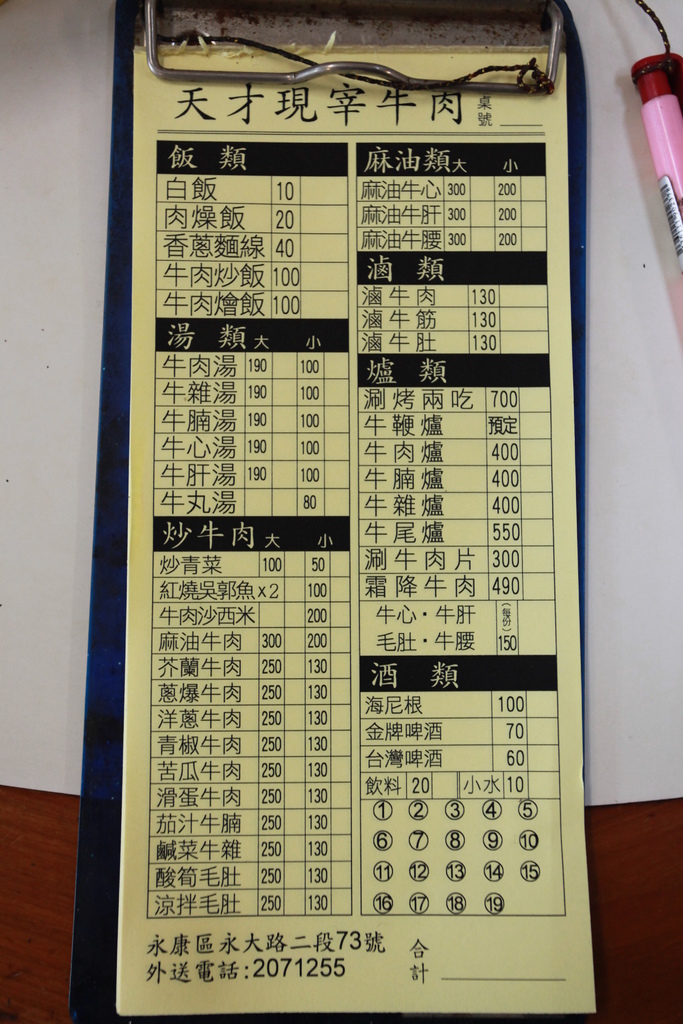 天才現宰牛肉 桌號
飯類
白飯 10
肉燥飯 20
香蔥麵線 40
牛肉炒飯 100
牛肉燴飯 100
湯類 大 小
牛肉湯 190 100
牛雜湯 190 100
牛腩湯 190 100
牛心湯 190 100
牛肝湯 190 100
牛丸湯 80
炒牛肉 大 小
炒青菜 100 50
紅燒吳郭魚x2 100
牛肉沙西米 200
麻油牛肉 300 200
芥蘭牛肉 250 130
蔥爆牛肉 250 130
洋蔥牛肉 250 130
青椒牛肉 250 130
苦瓜牛肉 250 130
滑蛋牛肉 250 130
茄汁牛腩 250 130
鹹菜牛雜 250 130
酸筍毛肚 250 130
涼拌毛肚 250 130
麻油類 大 小
麻油牛心 300 200
麻油牛肝 300 200
麻油牛腰 300 200
滷類
滷牛肉 130
滷牛筋 130
滷牛肚 130
爐類
涮烤兩吃 700
牛鞭爐 預定
牛肉爐 400
牛腩爐 400
牛雜爐 400
牛尾爐 550
涮牛肉片 300
霜降牛肉 490
牛心·牛肝
毛肚·牛腰 (每份) 150
酒類
海尼根 100
金牌啤酒 70
台灣啤酒 60
飲料 20 小水 10
① ② ③ ④ ⑤
⑥ ⑦ ⑧ ⑨ ⑩
⑪ ⑫ ⑬ ⑭ ⑮
⑯ ⑰ ⑱ ⑲
永康區永大路二段73號
外送電話:2071255
合計